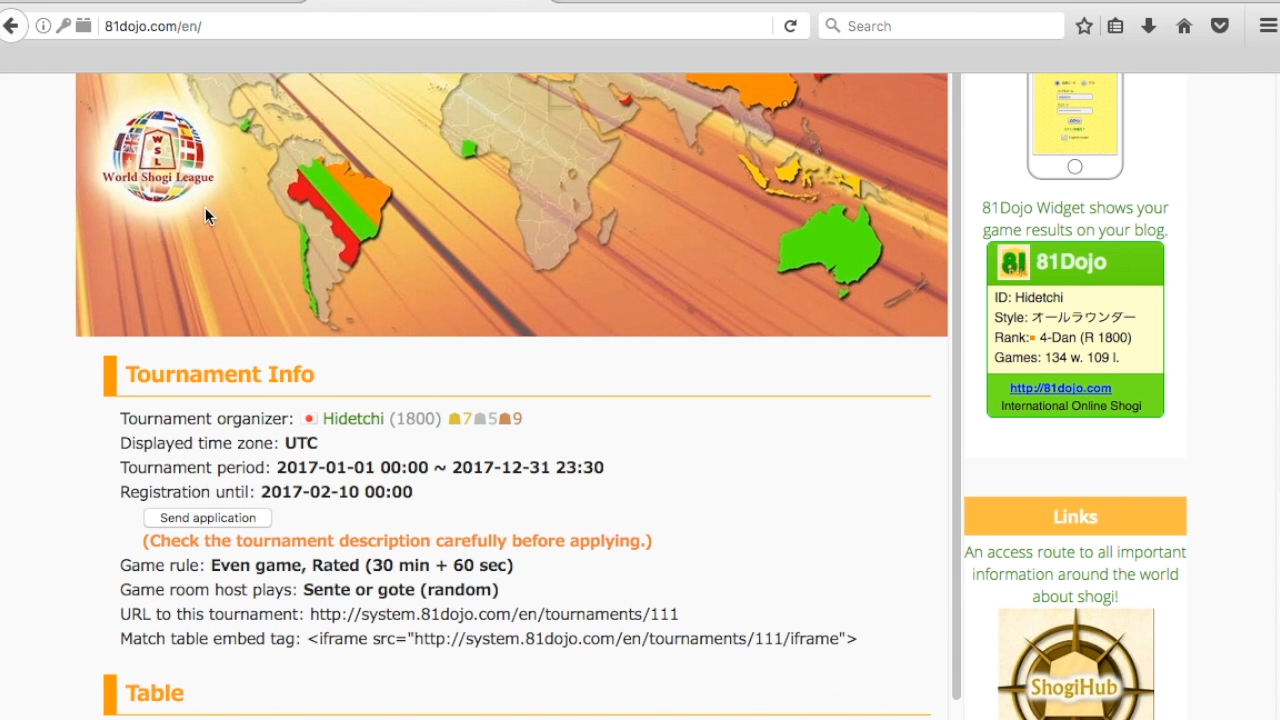 81dojo.com/en/
Search
W
S
L
World Shogi League
81Dojo Widget shows your
game results on your blog.
81 81Dojo
ID: Hidetchi
Style: オールラウンダー
Rank: 4-Dan (R 1800)
Games: 134 w. 109 l.
http://81dojo.com
International Online Shogi
Tournament Info
Tournament organizer: Hidetchi (1800) 7 5 9
Displayed time zone: UTC
Tournament period: 2017-01-01 00:00 ~ 2017-12-31 23:30
Registration until: 2017-02-10 00:00
Send application
(Check the tournament description carefully before applying.)
Game rule: Even game, Rated (30 min + 60 sec)
Game room host plays: Sente or gote (random)
URL to this tournament: http://system.81dojo.com/en/tournaments/111
Match table embed tag: <iframe src="http://system.81dojo.com/en/tournaments/111/iframe">
Table
Links
An access route to all important
information around the world
about shogi!
ShogiHub